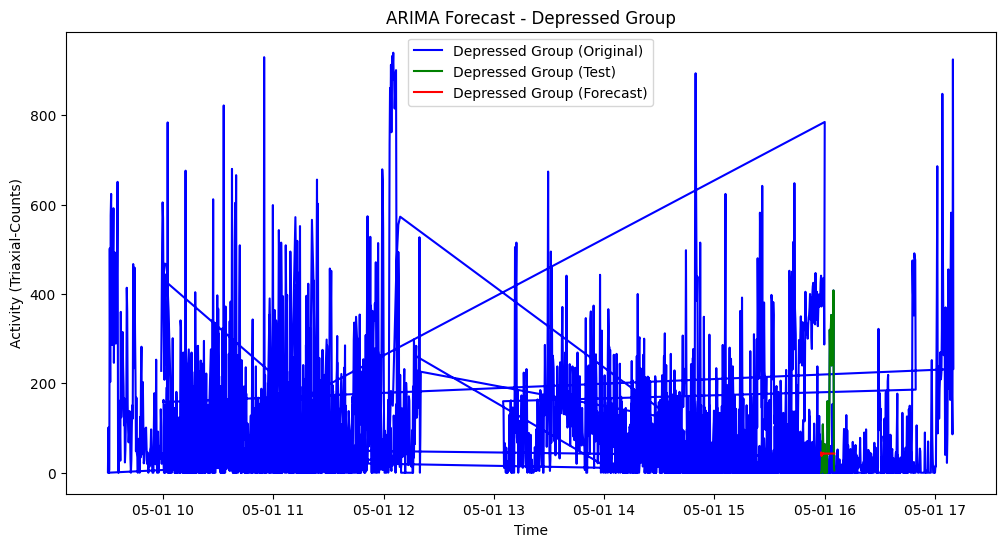 ARIMA Forecast - Depressed Group
Depressed Group (Original)
Depressed Group (Test)
Depressed Group (Forecast)
Activity (Triaxial-Counts)
800
600
400
200
0
05-01 10 05-01 11 05-01 12 05-01 13 05-01 14 05-01 15 05-01 16 05-01 17
Time